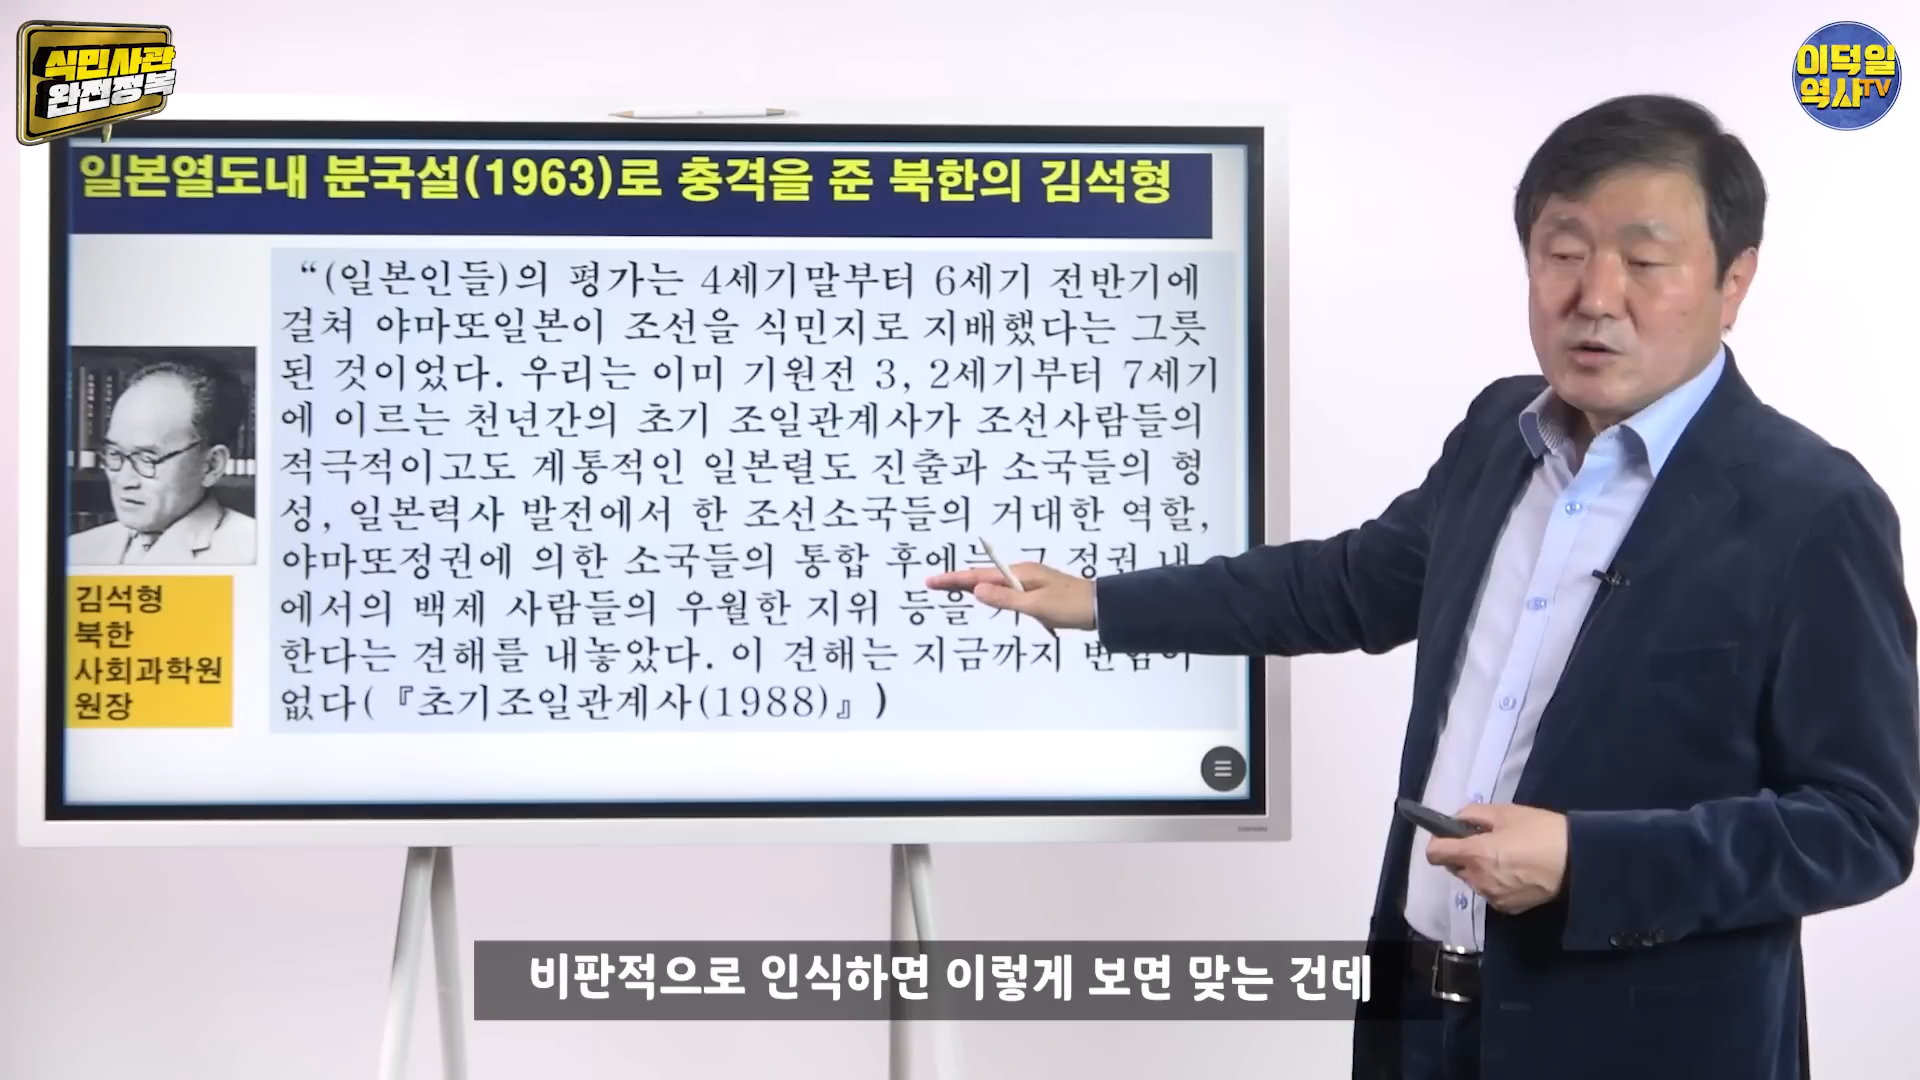 식민사관
완전정복
이덕일
역사TV
일본열도내 분국설(1963)로 충격을 준 북한의 김석형
“(일본인들)의 평가는 4세기말부터 6세기 전반기에
걸쳐 야마또일본이 조선을 식민지로 지배했다는 그릇
된 것이었다. 우리는 이미 기원전 3, 2세기부터 7세기
에 이르는 천년간의 초기 조일관계사가 조선사람들의
적극적이고도 계통적인 일본렬도 진출과 소국들의 형
성, 일본력사 발전에서 한 조선소국들의 거대한 역할,
야마또정권에 의한 소국들의 통합 후에는 그 정권 내
에서의 백제 사람들의 우월한 지위 등을
한다는 견해를 내놓았다. 이 견해는 지금까지 변함이
없다(『초기조일관계사(1988)』)
김석형
북한
사회과학원
원장
비판적으로 인식하면 이렇게 보면 맞는 건데